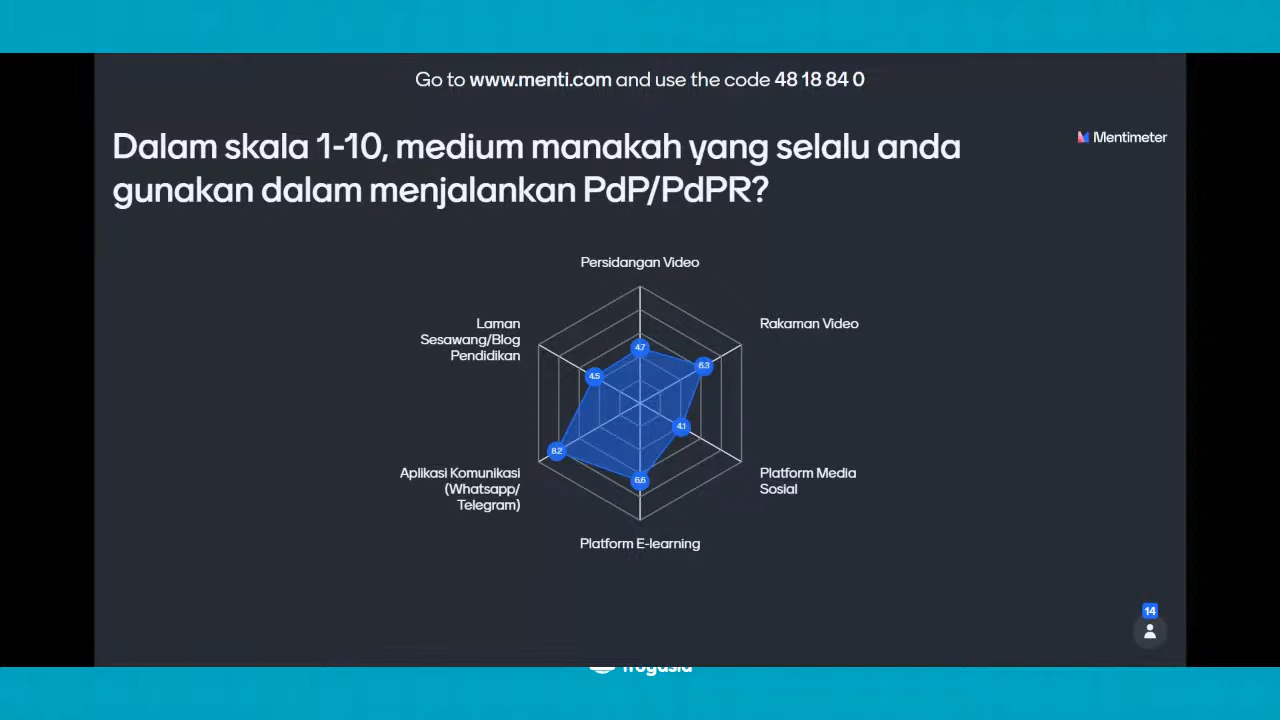 Go to www.menti.com and use the code 48 18 84 0
Mentimeter
Dalam skala 1-10, medium manakah yang selalu anda
gunakan dalam menjalankan PdP/PdPR?
Persidangan Video
Rakaman Video
Laman
Sesawang/Blog
Pendidikan
4.7
6.3
4.5
4.1
8.2
6.6
Aplikasi Komunikasi
(Whatsapp/
Telegram)
Platform Media
Sosial
Platform E-learning
14
frogasia